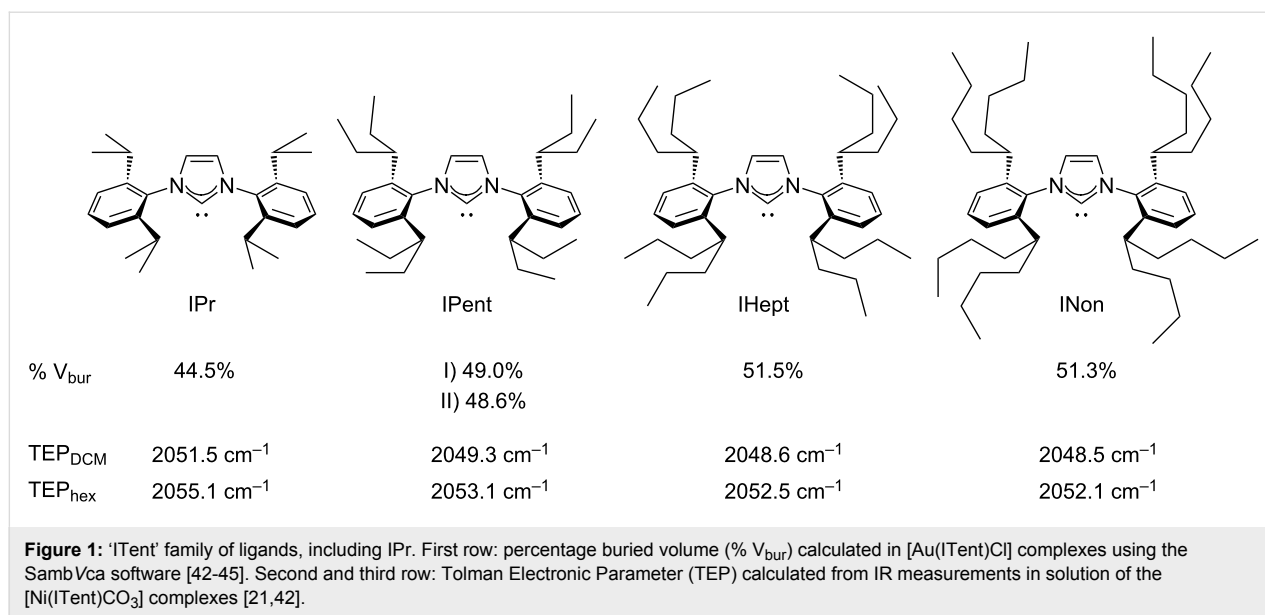 N N N N N N N N
IPr IPent IHept INon
% V_bur 44.5% I) 49.0% 51.5% 51.3%
II) 48.6%
TEP_DCM 2051.5 cm⁻¹ 2049.3 cm⁻¹ 2048.6 cm⁻¹ 2048.5 cm⁻¹
TEP_hex 2055.1 cm⁻¹ 2053.1 cm⁻¹ 2052.5 cm⁻¹ 2052.1 cm⁻¹
Figure 1: ‘ITent’ family of ligands, including IPr. First row: percentage buried volume (% V_bur) calculated in [Au(ITent)Cl] complexes using the
SambVca software [42-45]. Second and third row: Tolman Electronic Parameter (TEP) calculated from IR measurements in solution of the
[Ni(ITent)CO₃] complexes [21,42].